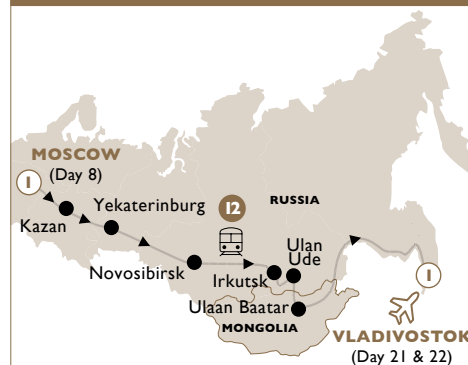 MOSCOW
(Day 8)
1
Kazan
Yekaterinburg
12
RUSSIA
Novosibirsk
Irkutsk
Ulan
Ude
Ulaan Baatar
MONGOLIA
1
VLADIVOSTOK
(Day 21 & 22)